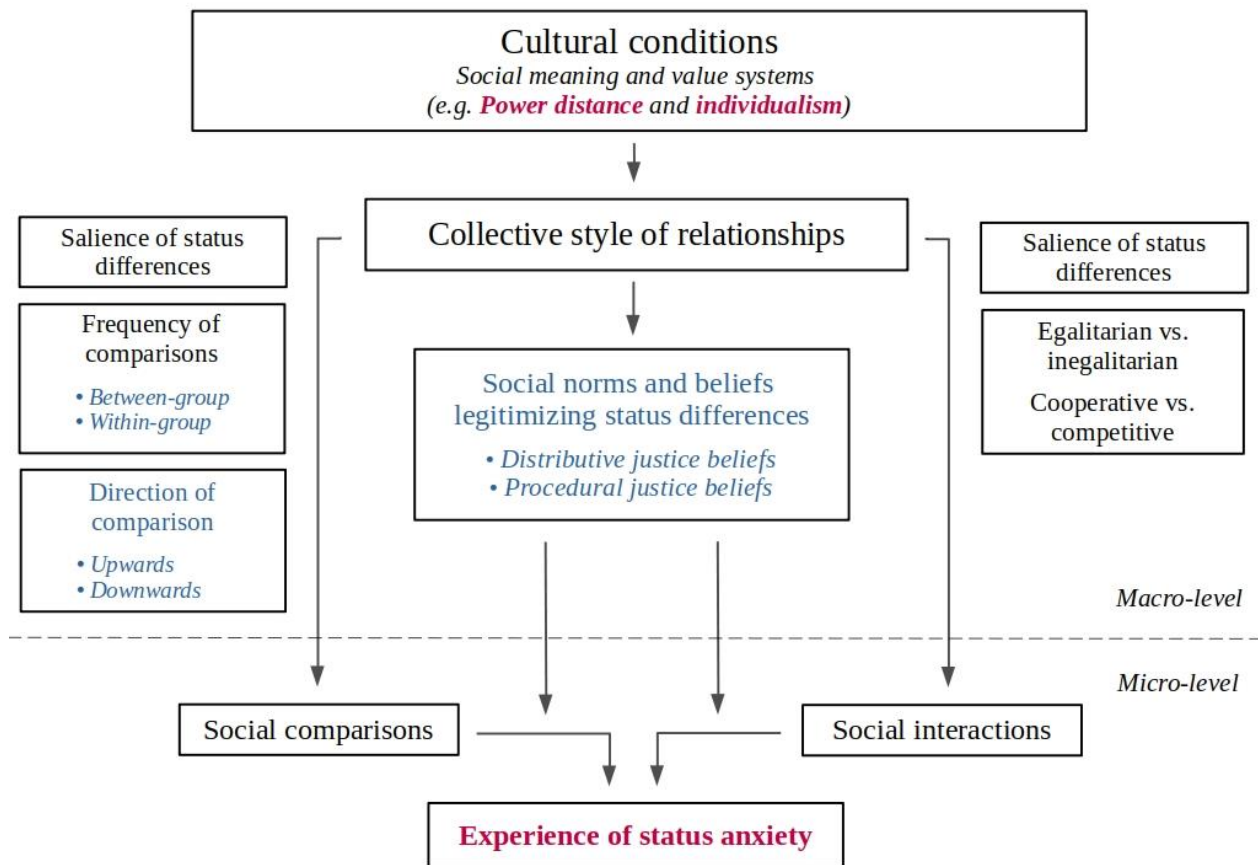 Cultural conditions
Social meaning and value systems
(e.g. Power distance and individualism)
Collective style of relationships
Salience of status
differences
Frequency of
comparisons
• Between-group
• Within-group
Direction of
comparison
• Upwards
• Downwards
Social norms and beliefs
legitimizing status differences
• Distributive justice beliefs
• Procedural justice beliefs
Salience of status
differences
Egalitarian vs.
inegalitarian
Cooperative vs.
competitive
Macro-level
Micro-level
Social comparisons
Social interactions
Experience of status anxiety